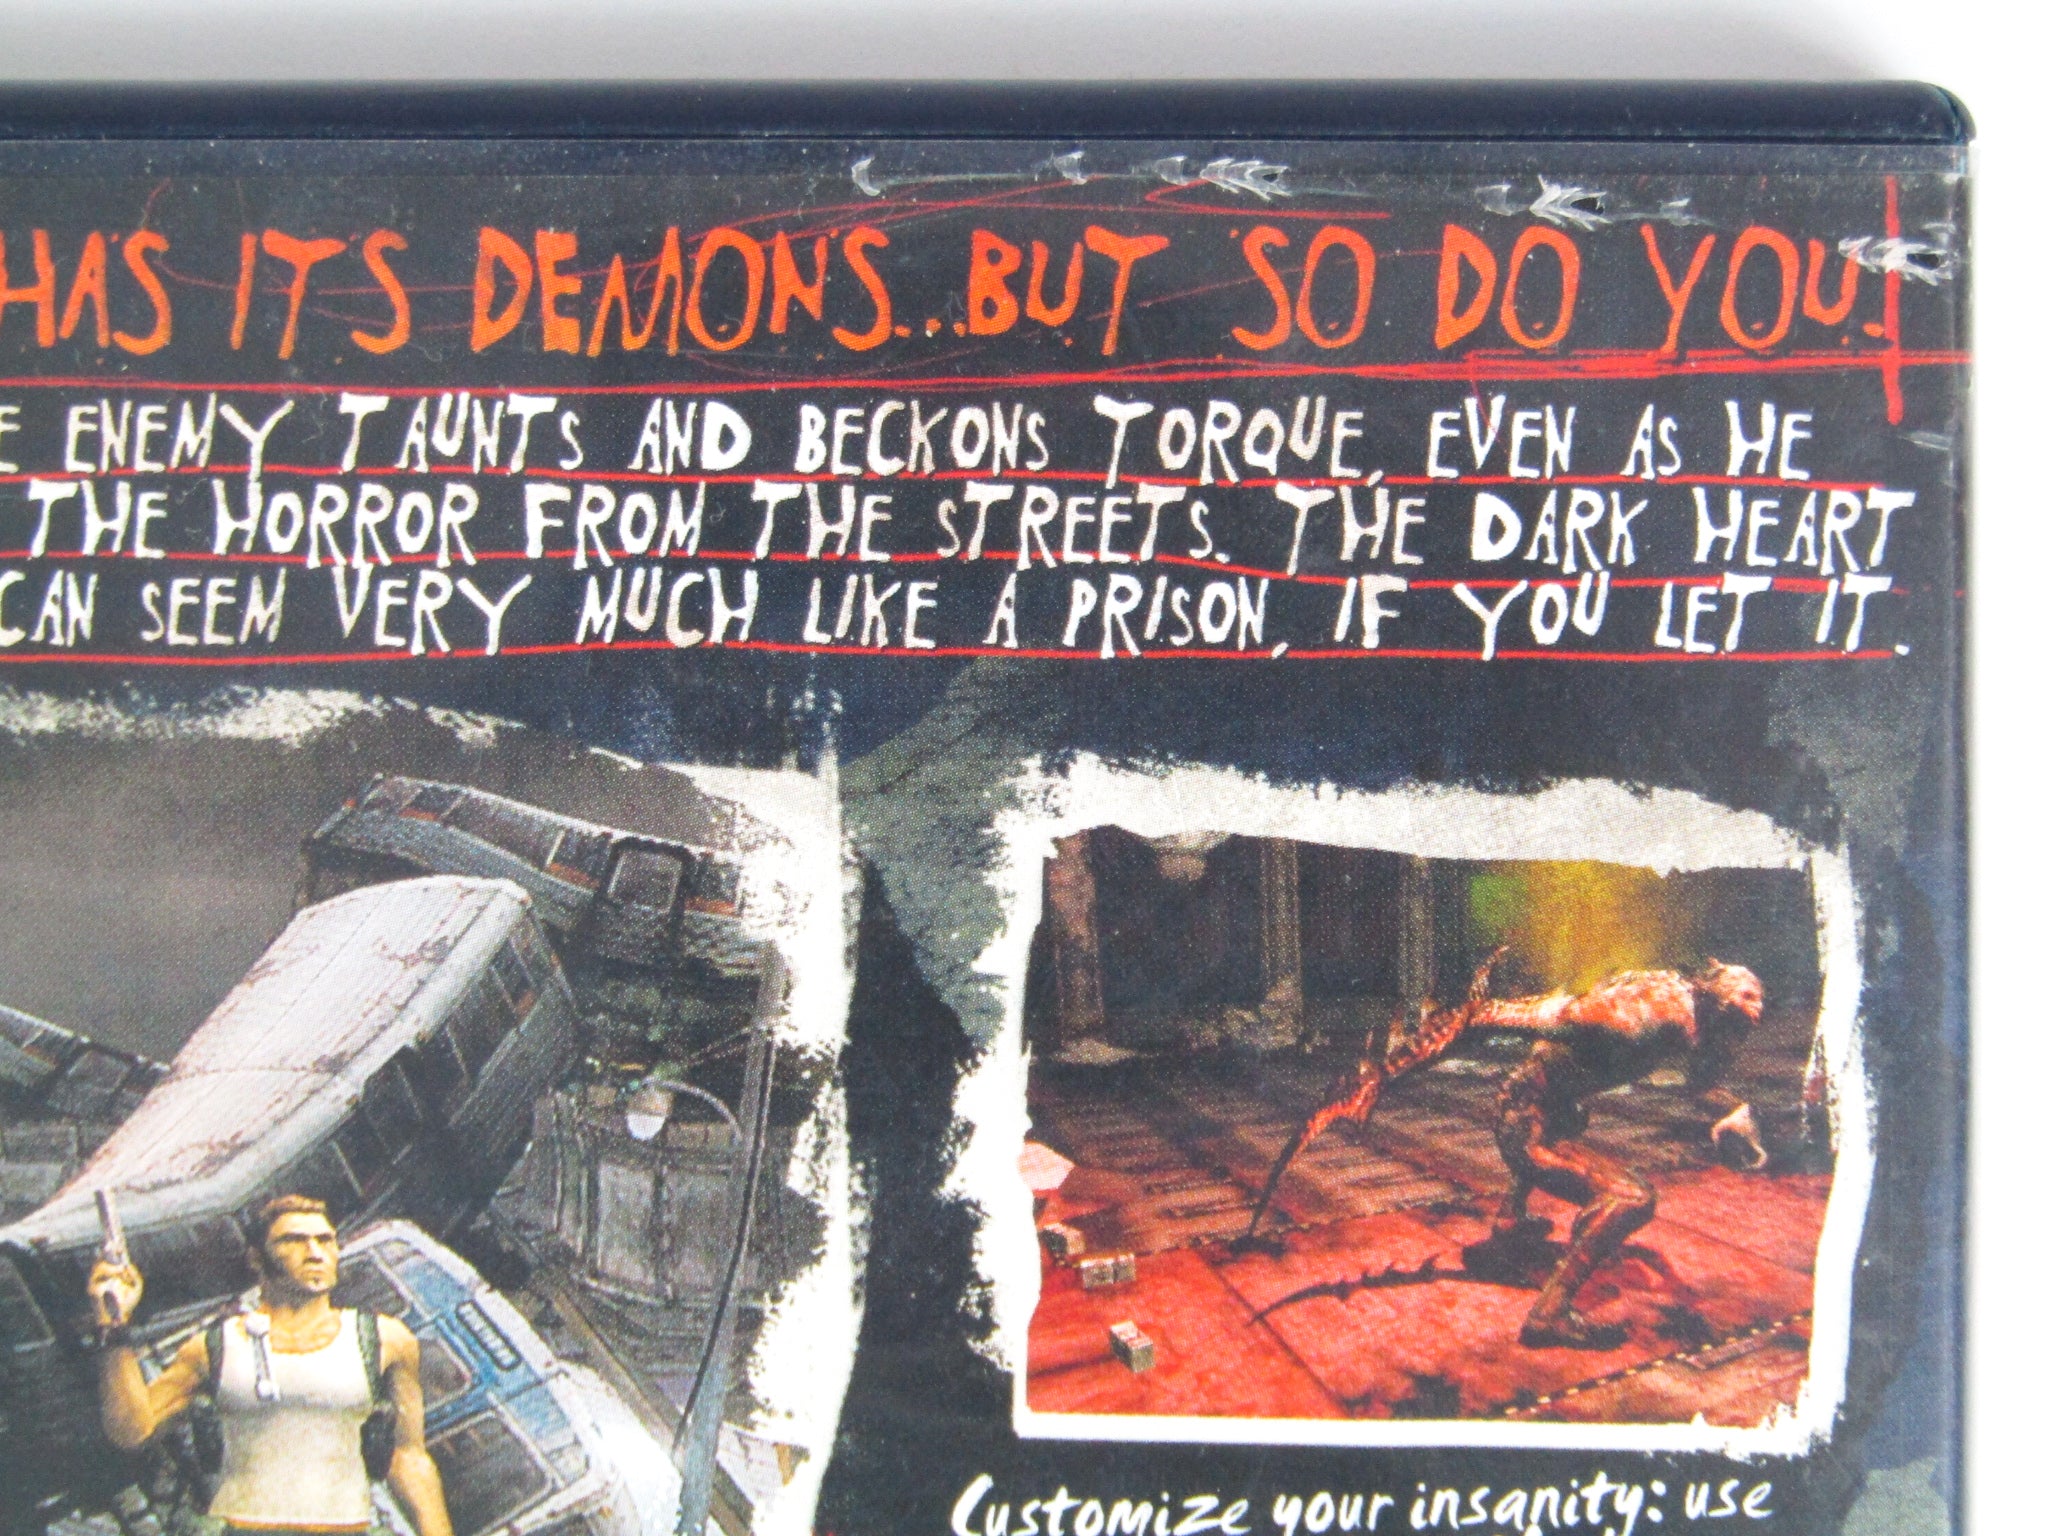 HAS ITS DEMONS...BUT SO DO YOU.
E ENEMY TAUNTS AND BECKONS TORQUE, EVEN AS HE
THE HORROR FROM THE STREETS. THE DARK HEART
CAN SEEM VERY MUCH LIKE A PRISON, IF YOU LET IT.
Customize your insanity: use